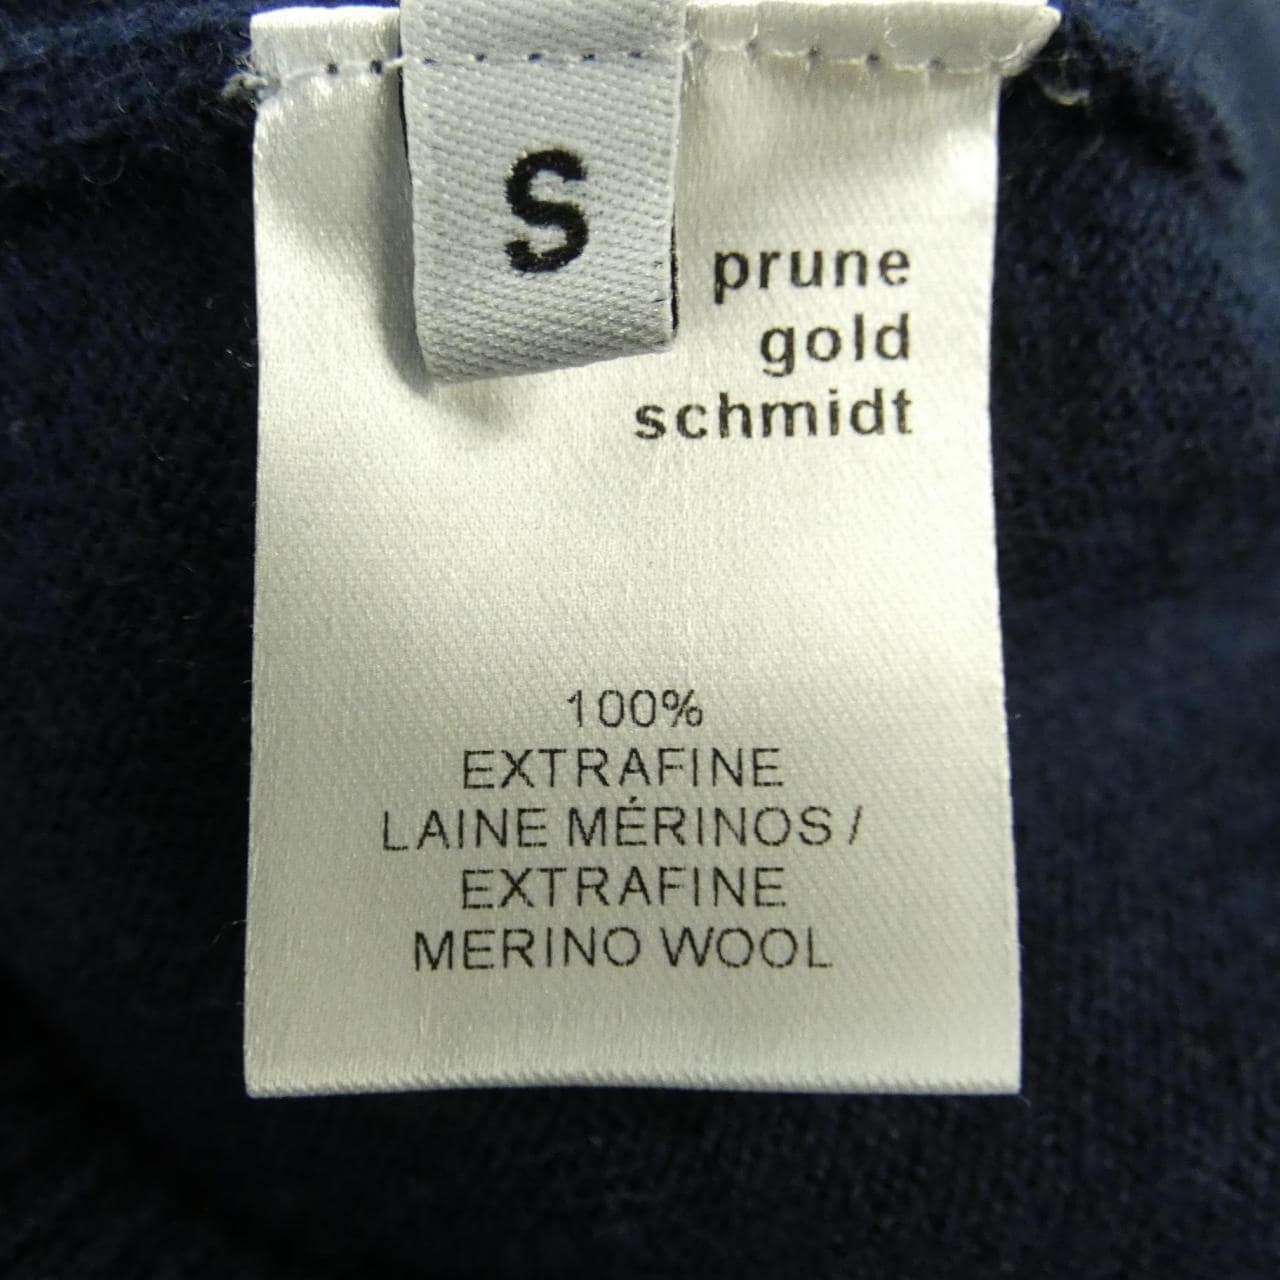 S
prune
gold
schmidt
100%
EXTRAFINE
LAINE MÉRINOS /
EXTRAFINE
MERINO WOOL